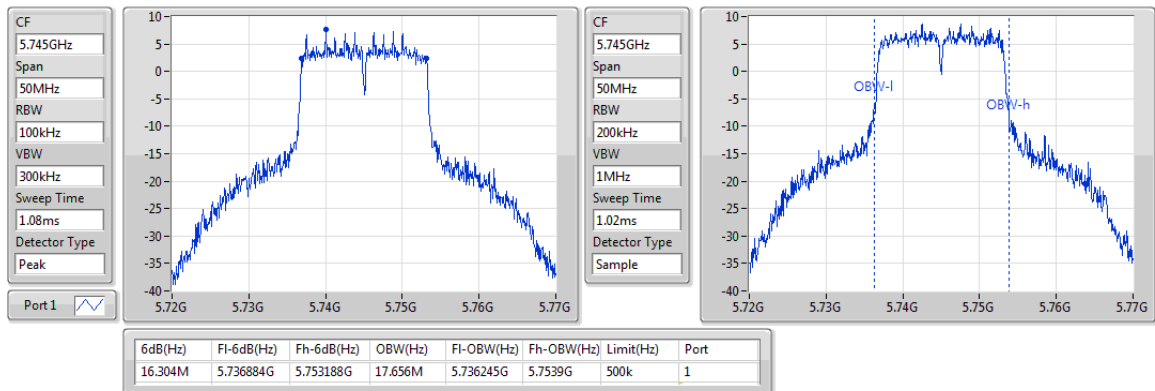 CF
5.745GHz
Span
50MHz
RBW
100kHz
VBW
300kHz
Sweep Time
1.08ms
Detector Type
Peak
Port 1
10
5
0
-5
-10
-15
-20
-25
-30
-35
-40
5.72G 5.73G 5.74G 5.75G 5.76G 5.77G
CF
5.745GHz
Span
50MHz
RBW
200kHz
VBW
1MHz
Sweep Time
1.02ms
Detector Type
Sample
10
5
0
-5
-10
-15
-20
-25
-30
-35
-40
OBW-l
OBW-h
5.72G 5.73G 5.74G 5.75G 5.76G 5.77G
6dB(Hz) Fl-6dB(Hz) Fh-6dB(Hz) OBW(Hz) Fl-OBW(Hz) Fh-OBW(Hz) Limit(Hz) Port
16.304M 5.736884G 5.753188G 17.656M 5.736245G 5.7539G 500k 1